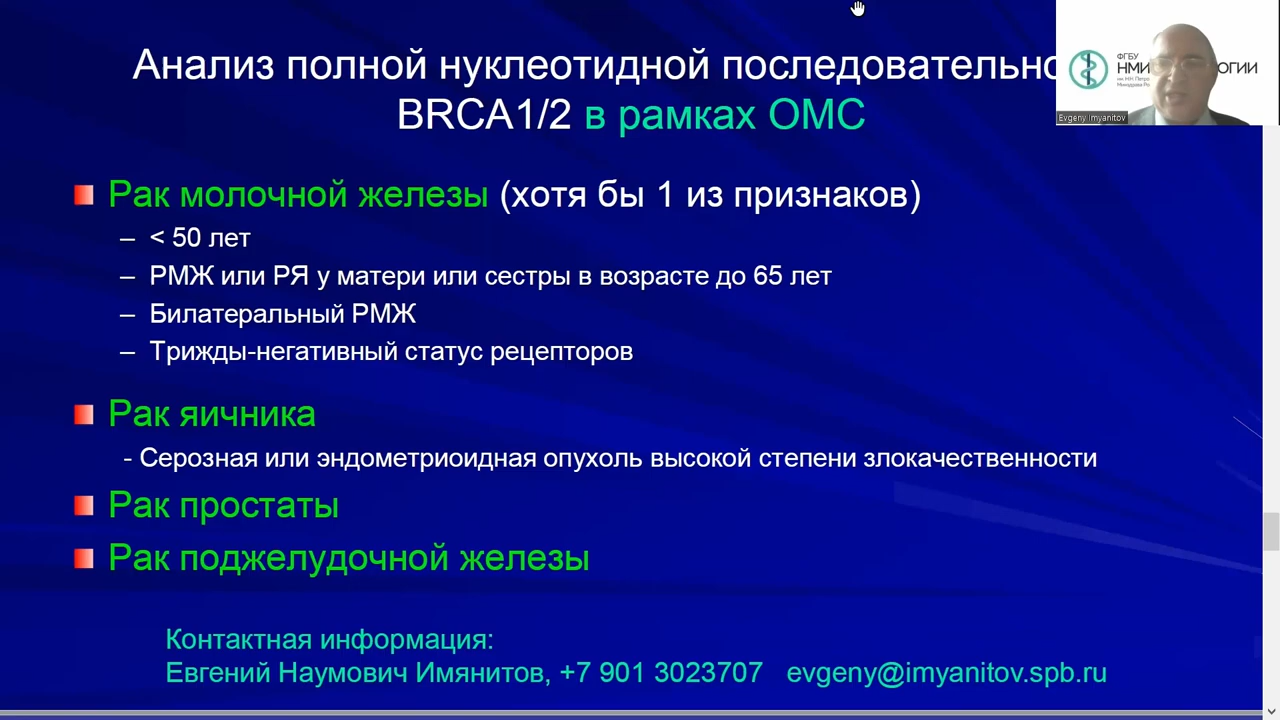 Анализ полной нуклеотидной
BRCA1/2 в рамках ОМС
ФГБУ
Evgeny Imyanitov
Рак молочной железы (хотя бы 1 из признаков)
– < 50 лет
– РМЖ или РЯ у матери или сестры в возрасте до 65 лет
– Билатеральный РМЖ
– Трижды-негативный статус рецепторов
Рак яичника
- Серозная или эндометриоидная опухоль высокой степени злокачественности
Рак простаты
Рак поджелудочной железы
Контактная информация:
Евгений Наумович Имянитов, +7 901 3023707 evgeny@imyanitov.spb.ru